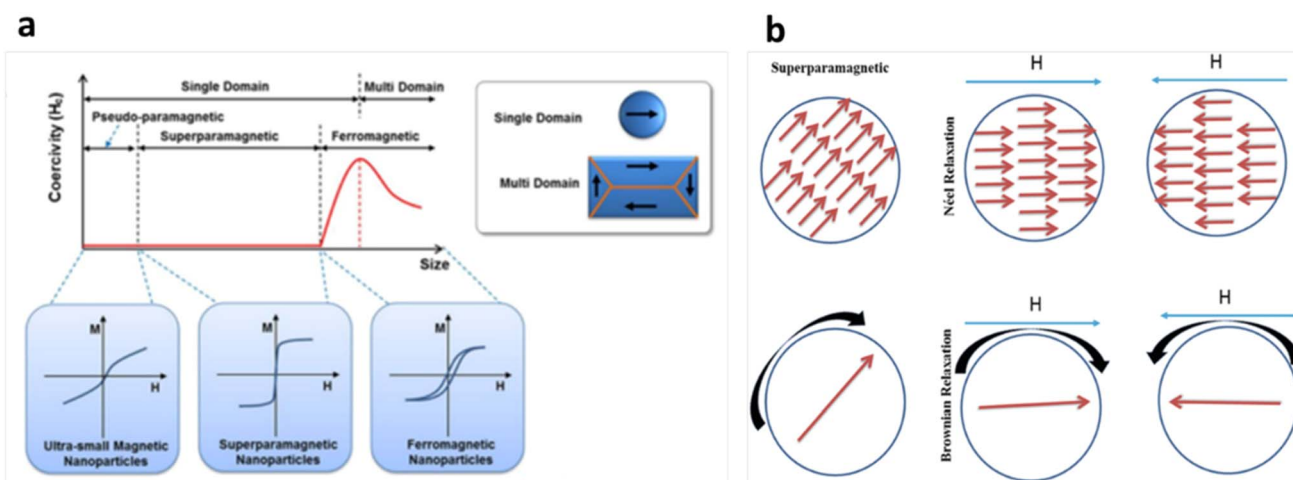 a
Single Domain
Multi Domain
Pseudo-paramagnetic
Superparamagnetic
Ferromagnetic
Coercivity (Hc)
Size
Single Domain
Multi Domain
M
H
Ultra-small Magnetic
Nanoparticles
M
H
Superparamagnetic
Nanoparticles
M
H
Ferromagnetic
Nanoparticles
b
Superparamagnetic
H
H
Néel Relaxation
H
H
Brownian Relaxation